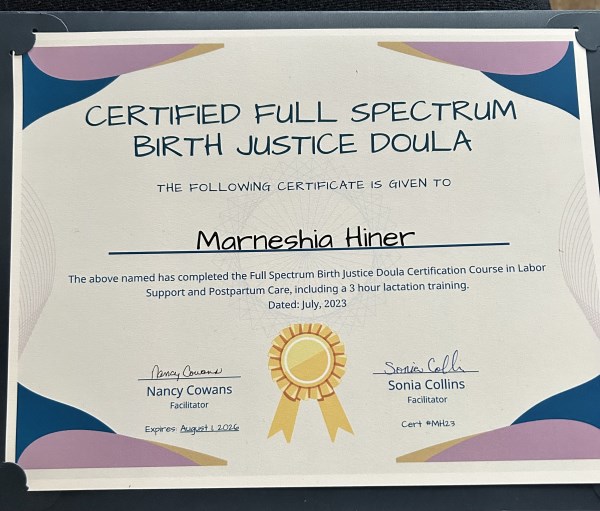 CERTIFIED FULL SPECTRUM
BIRTH JUSTICE DOULA
THE FOLLOWING CERTIFICATE IS GIVEN TO
Marneshia Hiner
The above named has completed the Full Spectrum Birth Justice Doula Certification Course in Labor
Support and Postpartum Care, including a 3 hour lactation training.
Dated: July, 2023
Nancy Cowans
Nancy Cowans
Facilitator
Expires: August 1, 2026
Sonia Colli
Sonia Collins
Facilitator
Cert #MH23